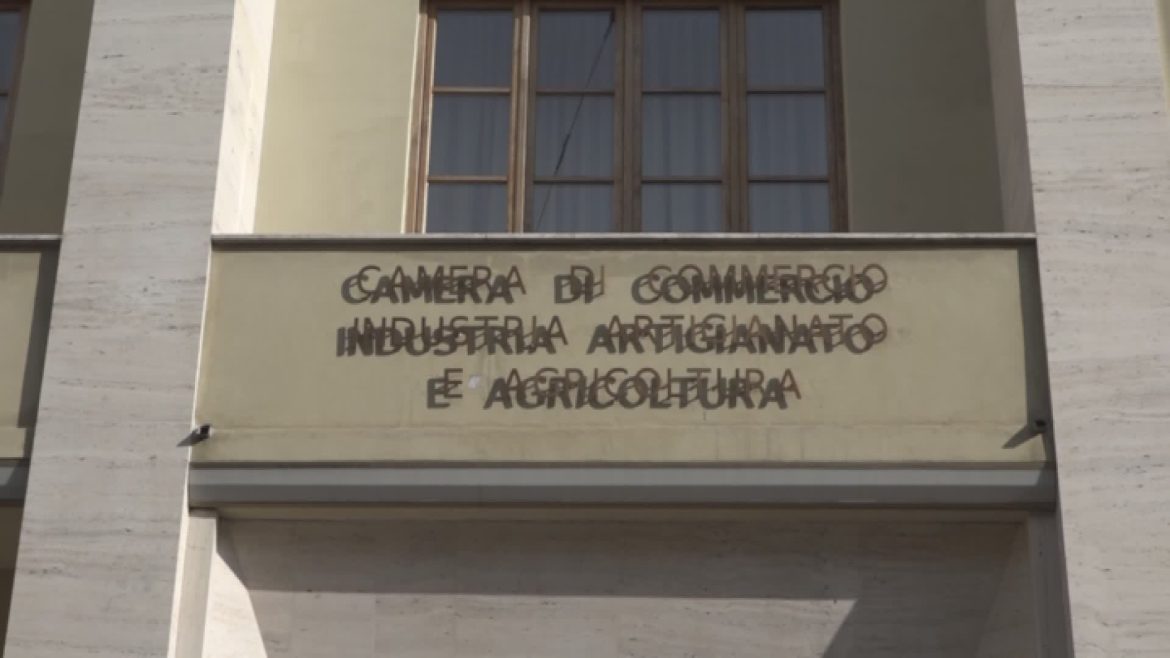 CAMERA DI COMMERCIO
INDUSTRIA ARTIGIANATO
E AGRICOLTURA